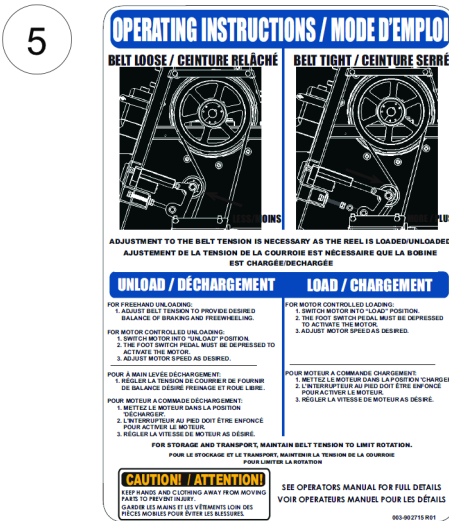 5
OPERATING INSTRUCTIONS / MODE D'EMPLOI
BELT LOOSE / CEINTURE RELÂCHÉ
BELT TIGHT / CEINTURE SERRÉ
ADJUSTMENT TO THE BELT TENSION IS NECESSARY AS THE REEL IS LOADED/UNLOADED
AJUSTEMENT DE LA TENSION DE LA COURROIE EST NÉCESSAIRE QUE LA BOBINE
EST CHARGÉE/DECHARGÉE
UNLOAD / DÉCHARGEMENT
FOR FREEHAND UNLOADING:
1. ADJUST BELT TENSION TO PROVIDE DESIRED
BALANCE OF BRAKING AND FREEWHEELING.
FOR MOTOR CONTROLLED UNLOADING:
1. SWITCH MOTOR INTO "UNLOAD" POSITION.
2. THE FOOT SWITCH PEDAL MUST BE DEPRESSED TO
ACTIVATE THE MOTOR.
3. ADJUST MOTOR SPEED AS DESIRED.
POUR À MAIN LEVÉE DÉCHARGEMENT:
1. RÉGLER LA TENSION DE COURRIER DE FOURNIR
DE BALANCE DÉSIRÉ FREINAGE ET ROUE LIBRE.
POUR MOTEUR A COMMADE DÉCHARGEMENT:
1. METTEZ LE MOTEUR DANS LA POSITION
'DÉCHARGER'.
2. L'INTERRUPTEUR AU PIED DOIT ÊTRE ENFONCÉ
POUR ACTIVER LE MOTEUR.
3. RÉGLER LA VITESSE DE MOTEUR AS DÉSIRÉ.
LOAD / CHARGEMENT
FOR MOTOR CONTROLLED LOADING:
1. SWITCH MOTOR INTO "LOAD" POSITION.
2. THE FOOT SWITCH PEDAL MUST BE DEPRESSED
TO ACTIVATE THE MOTOR.
3. ADJUST MOTOR SPEED AS DESIRED.
POUR MOTEUR A COMMANDE CHARGEMENT:
1. METTEZ LE MOTEUR DANS LA POSITION 'CHARGER
2. L'INTERRUPTEUR AU PIED DOIT ÊTRE ENFONCÉ
POUR ACTIVER LE MOTEUR.
3. RÉGLER LA VITESSE DE MOTEUR AS DÉSIRÉ.
FOR STORAGE AND TRANSPORT, MAINTAIN BELT TENSION TO LIMIT ROTATION.
POUR LE STOCKAGE ET LE TRANSPORT, MAINTENIR LA TENSION DE LA COURROIE
POUR LIMITER LA ROTATION
CAUTION! / ATTENTION!
KEEP HANDS AND CLOTHING AWAY FROM MOVING
PARTS TO PREVENT INJURY.
GARDER LES MAINS ET LES VÊTEMENTS LOIN DES
PIÈCES MOBILES POUR ÉVITER LES BLESSURES.
SEE OPERATORS MANUAL FOR FULL DETAILS
VOIR OPERATEURS MANUEL POUR LES DÉTAILS
003-902715 R01